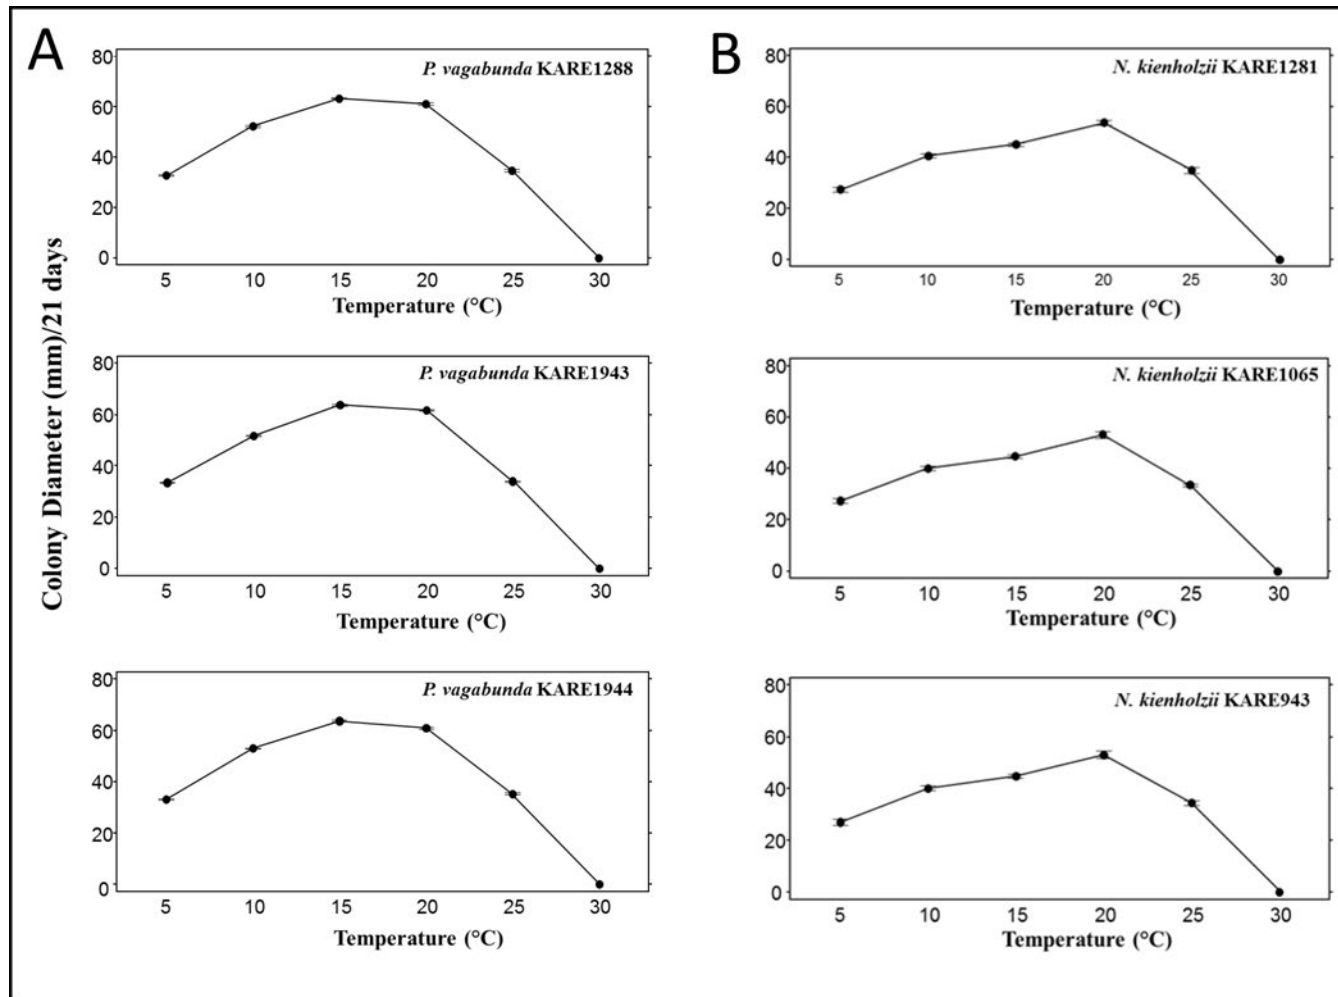 A
B
Colony Diameter (mm)/21 days
P. vagabunda KARE1288
80
60
40
20
0
5 10 15 20 25 30
Temperature (°C)
P. vagabunda KARE1943
80
60
40
20
0
5 10 15 20 25 30
Temperature (°C)
P. vagabunda KARE1944
80
60
40
20
0
5 10 15 20 25 30
Temperature (°C)
N. kienholzii KARE1281
80
60
40
20
0
5 10 15 20 25 30
Temperature (°C)
N. kienholzii KARE1065
80
60
40
20
0
5 10 15 20 25 30
Temperature (°C)
N. kienholzii KARE943
80
60
40
20
0
5 10 15 20 25 30
Temperature (°C)